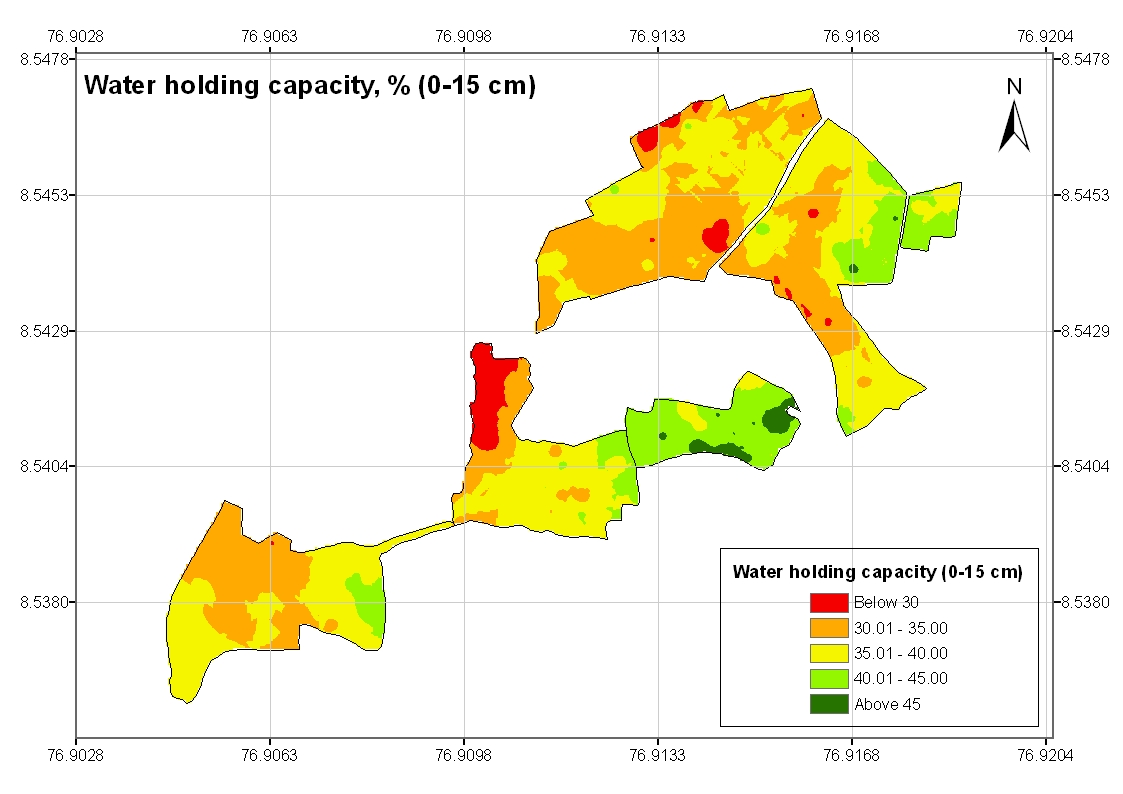 76.9028 76.9063 76.9098 76.9133 76.9168 76.9204
8.5478 8.5478
Water holding capacity, % (0-15 cm)
N
8.5453 8.5453
8.5429 8.5429
8.5404 8.5404
Water holding capacity (0-15 cm)
8.5380 Below 30 8.5380
30.01 - 35.00
35.01 - 40.00
40.01 - 45.00
Above 45
76.9028 76.9063 76.9098 76.9133 76.9168 76.9204